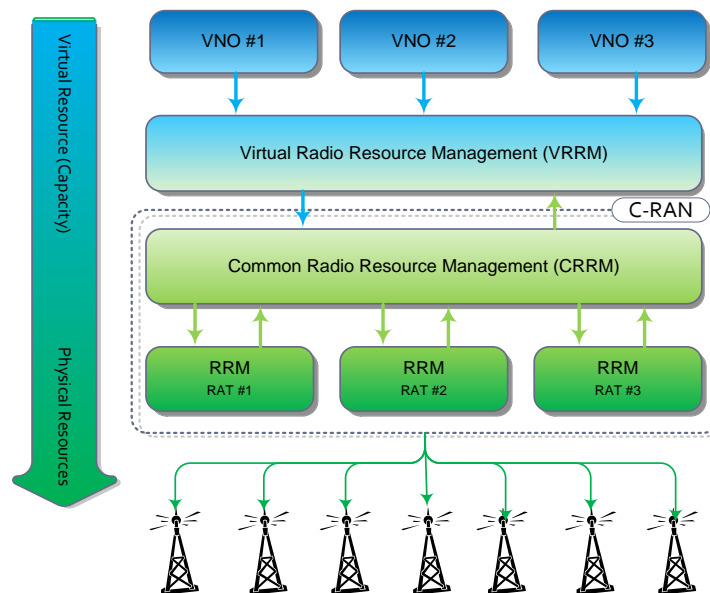 VNO #1
VNO #2
VNO #3
Virtual Resource (Capacity)
Virtual Radio Resource Management (VRRM)
C-RAN
Common Radio Resource Management (CRRM)
Physical Resources
RRM
RAT #1
RRM
RAT #2
RRM
RAT #3